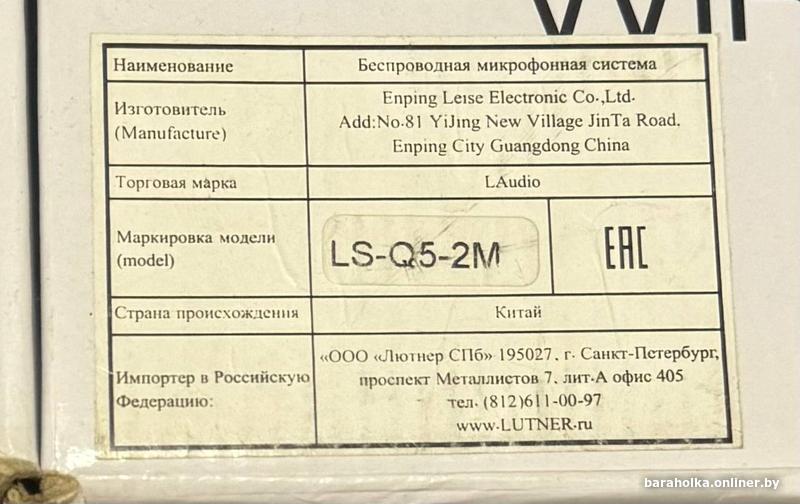 Наименование
Беспроводная микрофонная система
Изготовитель
(Manufacture)
Enping Leise Electronic Co.,Ltd.
Add:No.81 YiJing New Village JinTa Road.
Enping City Guangdong China
Торговая марка
LAudio
Маркировка модели
(model)
LS-Q5-2M
EAC
Страна происхождения
Китай
Импортер в Российскую
Федерацию:
«ООО «Лютнер СПб» 195027, г. Санкт-Петербург,
проспект Металлистов 7, лит.А офис 405
тел. (812)611-00-97
www.LUTNER.ru
baraholka.onliner.by